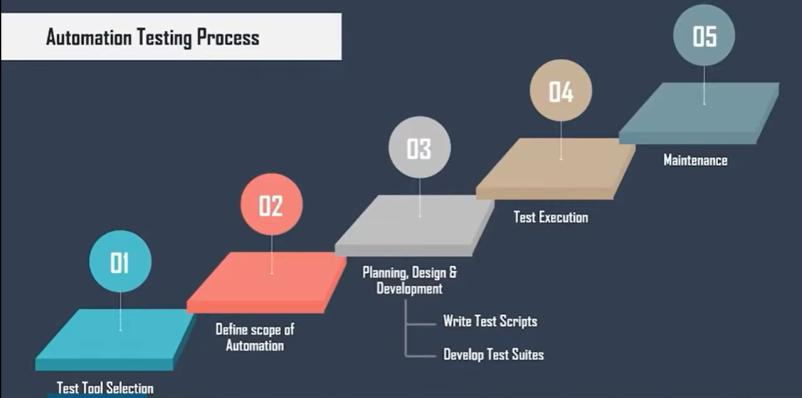 Automation Testing Process
01
Test Tool Selection
02
Define scope of
Automation
03
Planning, Design &
Development
Write Test Scripts
Develop Test Suites
04
Test Execution
05
Maintenance